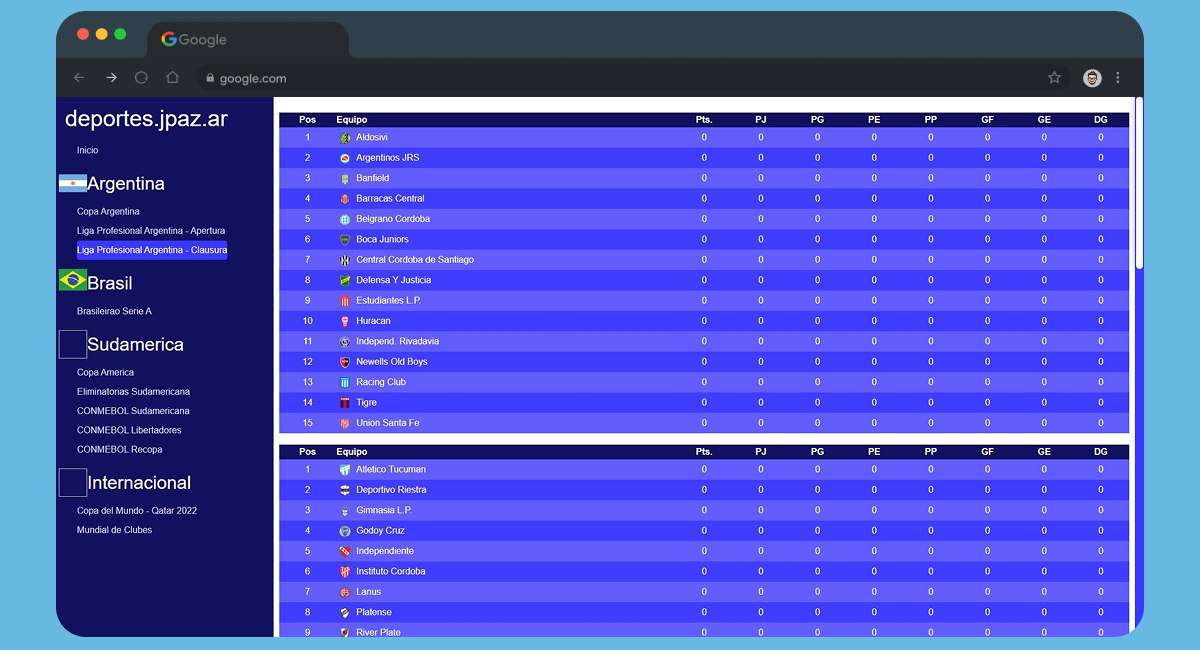 Google
google.com
deportes.jpaz.ar
Inicio
Argentina
Copa Argentina
Liga Profesional Argentina - Apertura
Liga Profesional Argentina - Clausura
Brasil
Brasileirao Serie A
Sudamerica
Copa America
Eliminatorias Sudamericana
CONMEBOL Sudamericana
CONMEBOL Libertadores
CONMEBOL Recopa
Internacional
Copa del Mundo - Qatar 2022
Mundial de Clubes
Pos Equipo Pts. PJ PG PE PP GF GE DG
1 Aldosivi 0 0 0 0 0 0 0 0
2 Argentinos JRS 0 0 0 0 0 0 0 0
3 Banfield 0 0 0 0 0 0 0 0
4 Barracas Central 0 0 0 0 0 0 0 0
5 Belgrano Cordoba 0 0 0 0 0 0 0 0
6 Boca Juniors 0 0 0 0 0 0 0 0
7 Central Cordoba de Santiago 0 0 0 0 0 0 0 0
8 Defensa Y Justicia 0 0 0 0 0 0 0 0
9 Estudiantes L.P. 0 0 0 0 0 0 0 0
10 Huracan 0 0 0 0 0 0 0 0
11 Independ. Rivadavia 0 0 0 0 0 0 0 0
12 Newells Old Boys 0 0 0 0 0 0 0 0
13 Racing Club 0 0 0 0 0 0 0 0
14 Tigre 0 0 0 0 0 0 0 0
15 Union Santa Fe 0 0 0 0 0 0 0 0
Pos Equipo Pts. PJ PG PE PP GF GE DG
1 Atletico Tucuman 0 0 0 0 0 0 0 0
2 Deportivo Riestra 0 0 0 0 0 0 0 0
3 Gimnasia L.P. 0 0 0 0 0 0 0 0
4 Godoy Cruz 0 0 0 0 0 0 0 0
5 Independiente 0 0 0 0 0 0 0 0
6 Instituto Cordoba 0 0 0 0 0 0 0 0
7 Lanus 0 0 0 0 0 0 0 0
8 Platense 0 0 0 0 0 0 0 0
9 River Plate 0 0 0 0 0 0 0 0